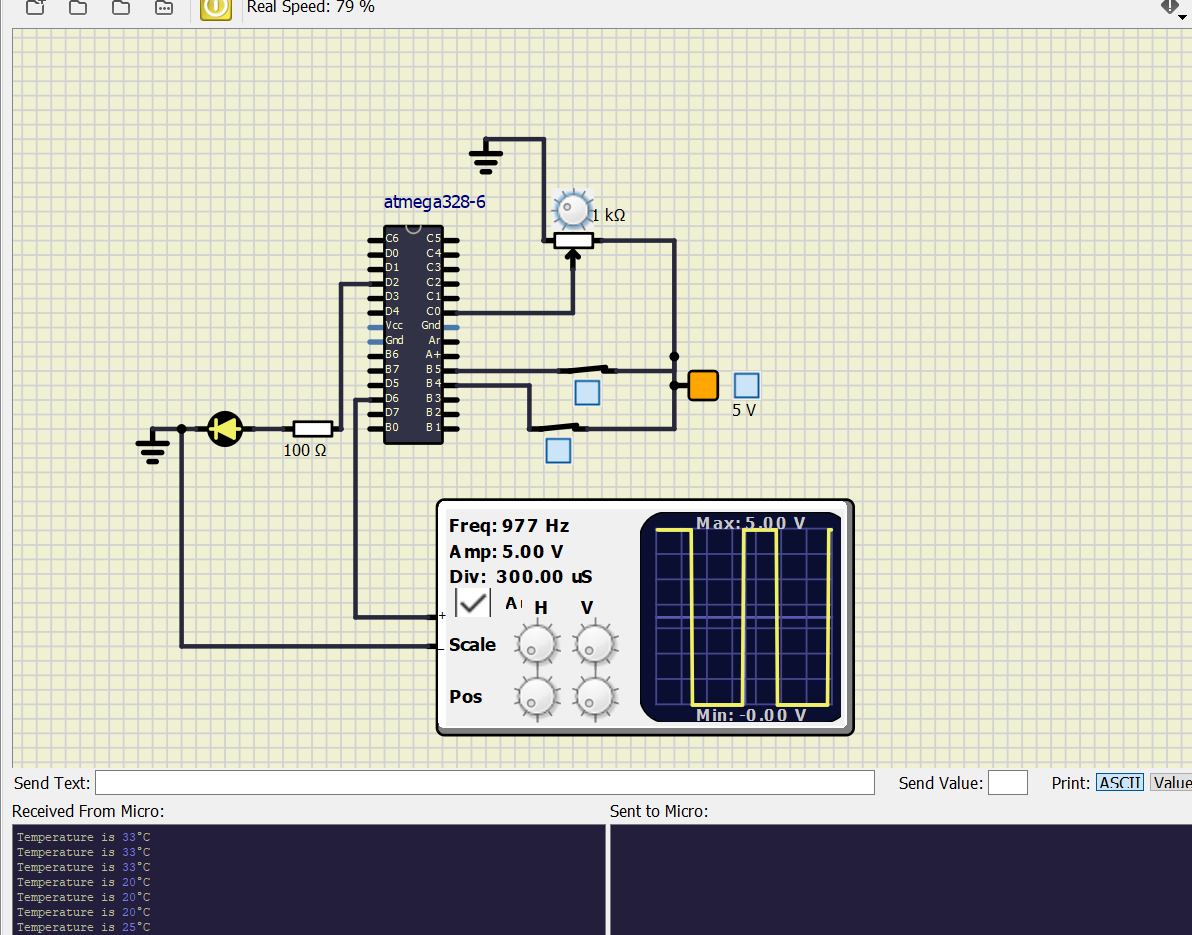 Real Speed: 79 %
atmega328-6
1 kΩ
C6 C5
D0 C4
D1 C3
D2 C2
D3 C1
D4 C0
Vcc Gnd
Gnd Ar
B6 A+
B7 B5
D5 B4
D6 B3
D7 B2
B0 B1
5 V
100 Ω
Freq: 977 Hz
Amp: 5.00 V
Div: 300.00 uS
H V
+
Scale
-
Pos
Max: 5.00 V
Min: -0.00 V
Send Text: Send Value: Print: ASCII Value
Received From Micro: Sent to Micro:
Temperature is 33°C
Temperature is 33°C
Temperature is 33°C
Temperature is 20°C
Temperature is 20°C
Temperature is 20°C
Temperature is 25°C